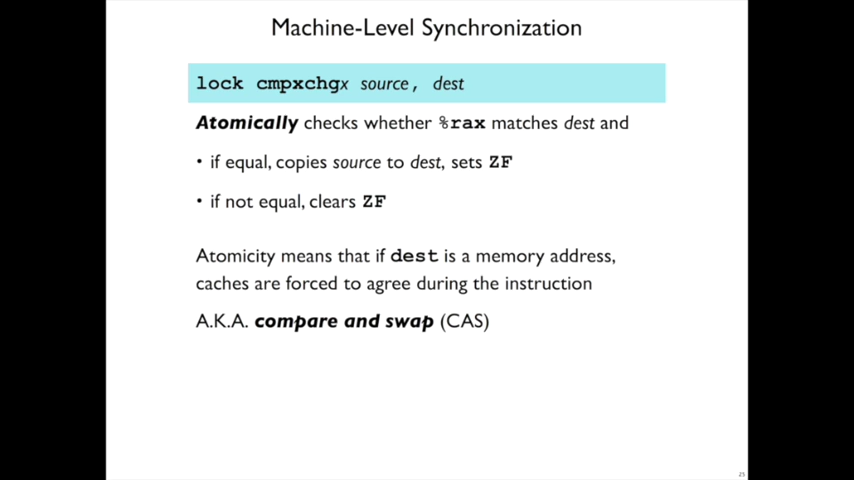 Machine-Level Synchronization
lock cmpxchgx source, dest
Atomically checks whether %rax matches dest and
• if equal, copies source to dest, sets ZF
• if not equal, clears ZF
Atomicity means that if dest is a memory address,
caches are forced to agree during the instruction
A.K.A. compare and swap (CAS)
25